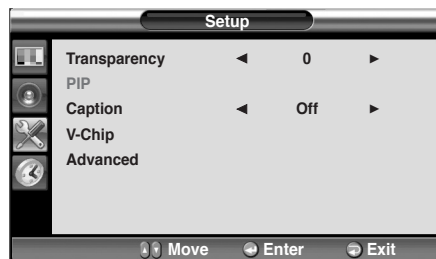 Setup
Transparency ◄ 0 ►
PIP
Caption ◄ Off ►
V-Chip
Advanced
Move Enter Exit